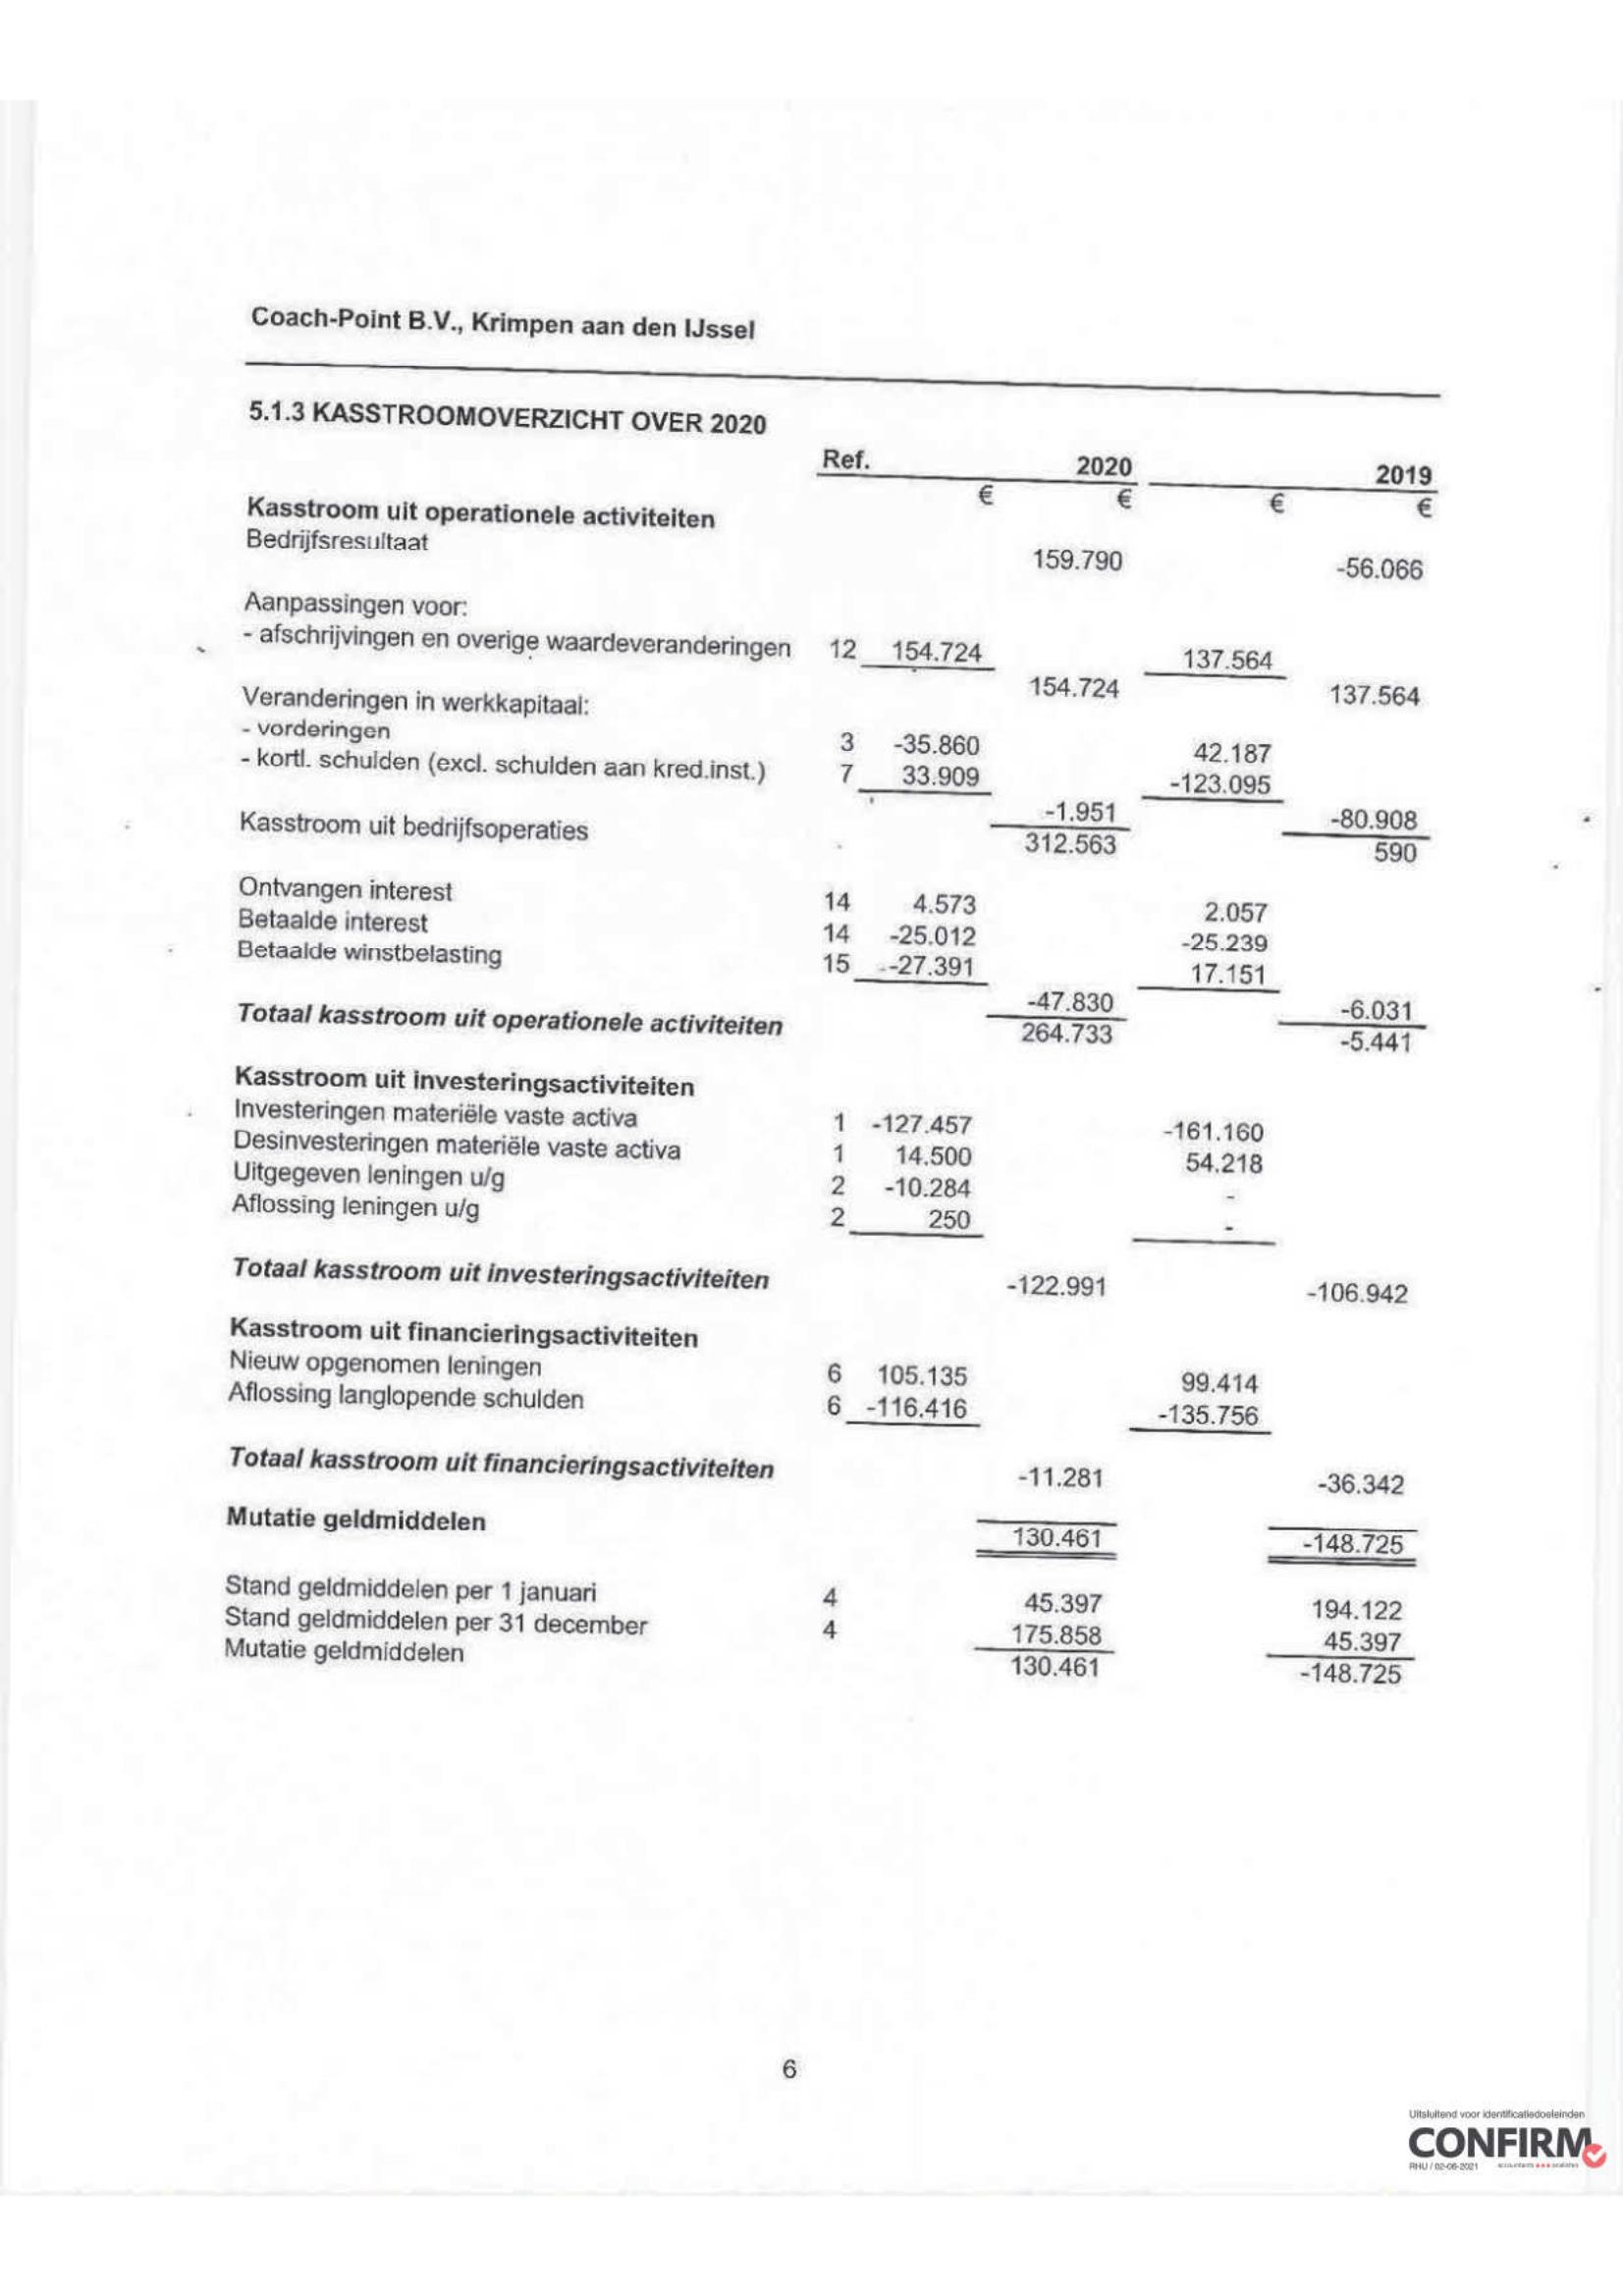 Coach-Point B.V., Krimpen aan den IJssel
5.1.3 KASSTROOMOVERZICHT OVER 2020
Ref. 2020 2019
€ € € €
Kasstroom uit operationele activiteiten
Bedrijfsresultaat 159.790 -56.066
Aanpassingen voor:
- afschrijvingen en overige waardeveranderingen 12 154.724 137.564
154.724 137.564
Veranderingen in werkkapitaal:
- vorderingen 3 -35.860 42.187
- kortl. schulden (excl. schulden aan kred.inst.) 7 33.909 -123.095
-1.951 -80.908
Kasstroom uit bedrijfsoperaties 312.563 590
Ontvangen interest 14 4.573 2.057
Betaalde interest 14 -25.012 -25.239
Betaalde winstbelasting 15 -27.391 17.151
-47.830 -6.031
Totaal kasstroom uit operationele activiteiten 264.733 -5.441
Kasstroom uit investeringsactiviteiten
Investeringen materiële vaste activa 1 -127.457 -161.160
Desinvesteringen materiële vaste activa 1 14.500 54.218
Uitgegeven leningen u/g 2 -10.284 -
Aflossing leningen u/g 2 250 -
Totaal kasstroom uit investeringsactiviteiten -122.991 -106.942
Kasstroom uit financieringsactiviteiten
Nieuw opgenomen leningen 6 105.135 99.414
Aflossing langlopende schulden 6 -116.416 -135.756
Totaal kasstroom uit financieringsactiviteiten -11.281 -36.342
Mutatie geldmiddelen 130.461 -148.725
Stand geldmiddelen per 1 januari 4 45.397 194.122
Stand geldmiddelen per 31 december 4 175.858 45.397
Mutatie geldmiddelen 130.461 -148.725
6
Uitsluitend voor identificatiedoeleinden
CONFIRM
RHU / 02-06-2021